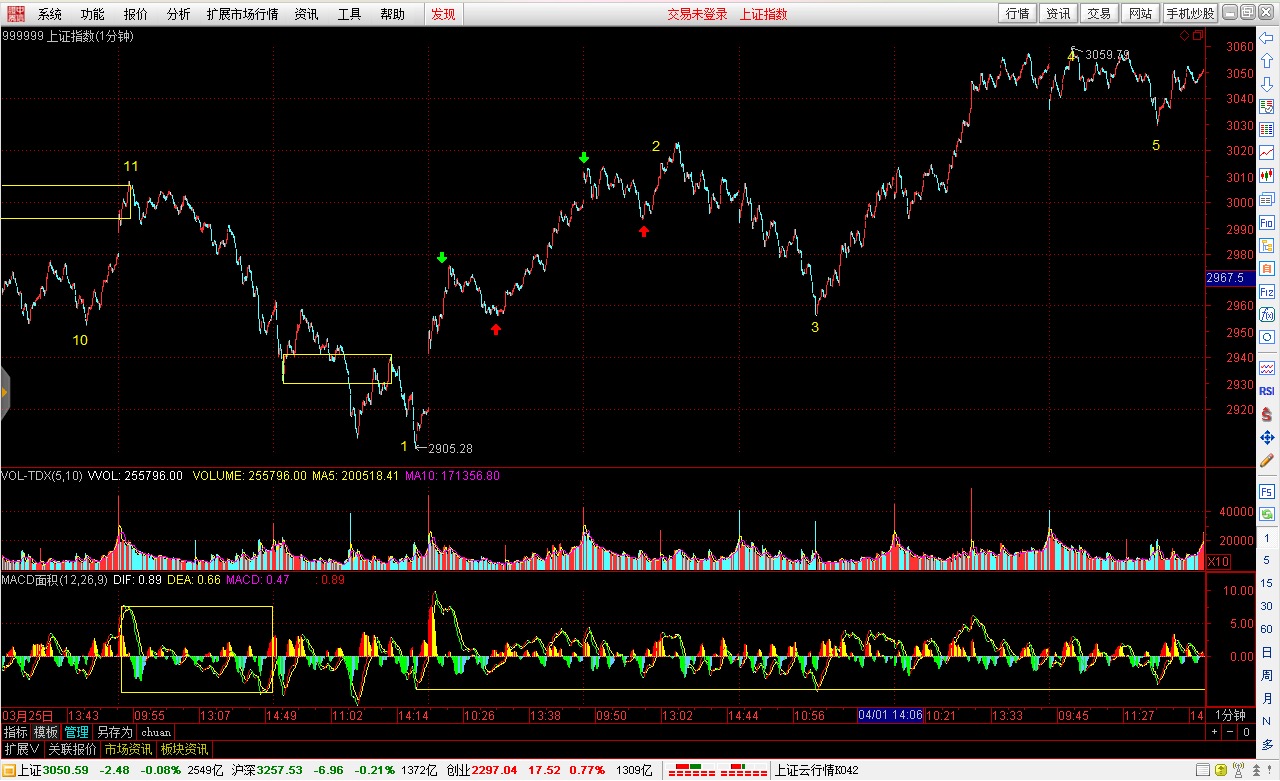 系统 功能 报价 分析 扩展市场行情 资讯 工具 帮助 发现 交易未登录 上证指数 行情 资讯 交易 网站 手机炒股
999999 上证指数(1分钟)
3060
4 3059.79
3050
3040
3030
3020
3010
3000
2990
2980
2967.5
2960
2950
2940
2930
2920
11
10
2
5
3
1 2905.28
VOL-TDX(5,10) VVOL: 255796.00 VOLUME: 255796.00 MA5: 200518.41 MA10: 171356.80
40000
20000
X10
MACD面积(12,26,9) DIF: 0.89 DEA: 0.66 MACD: 0.47 : 0.89
10.00
5.00
0.00
03月25日 13:43 09:55 13:07 14:49 11:02 14:14 10:26 13:38 09:50 13:02 14:44 10:56 04/01 14:06 10:21 13:33 09:45 11:27 14 1分钟
指标 模板 管理 另存为 chuan + − 0
扩展∨ 关联报价 市场资讯 板块资讯
上证3050.59 -2.48 -0.08% 2549亿 沪深3257.53 -6.96 -0.21% 1373亿 创业2297.04 17.52 0.77% 1309亿 上证云行情K042
F10
F12
f(x)
RSI
F5
1
5
15
30
60
日
周
月
N
多